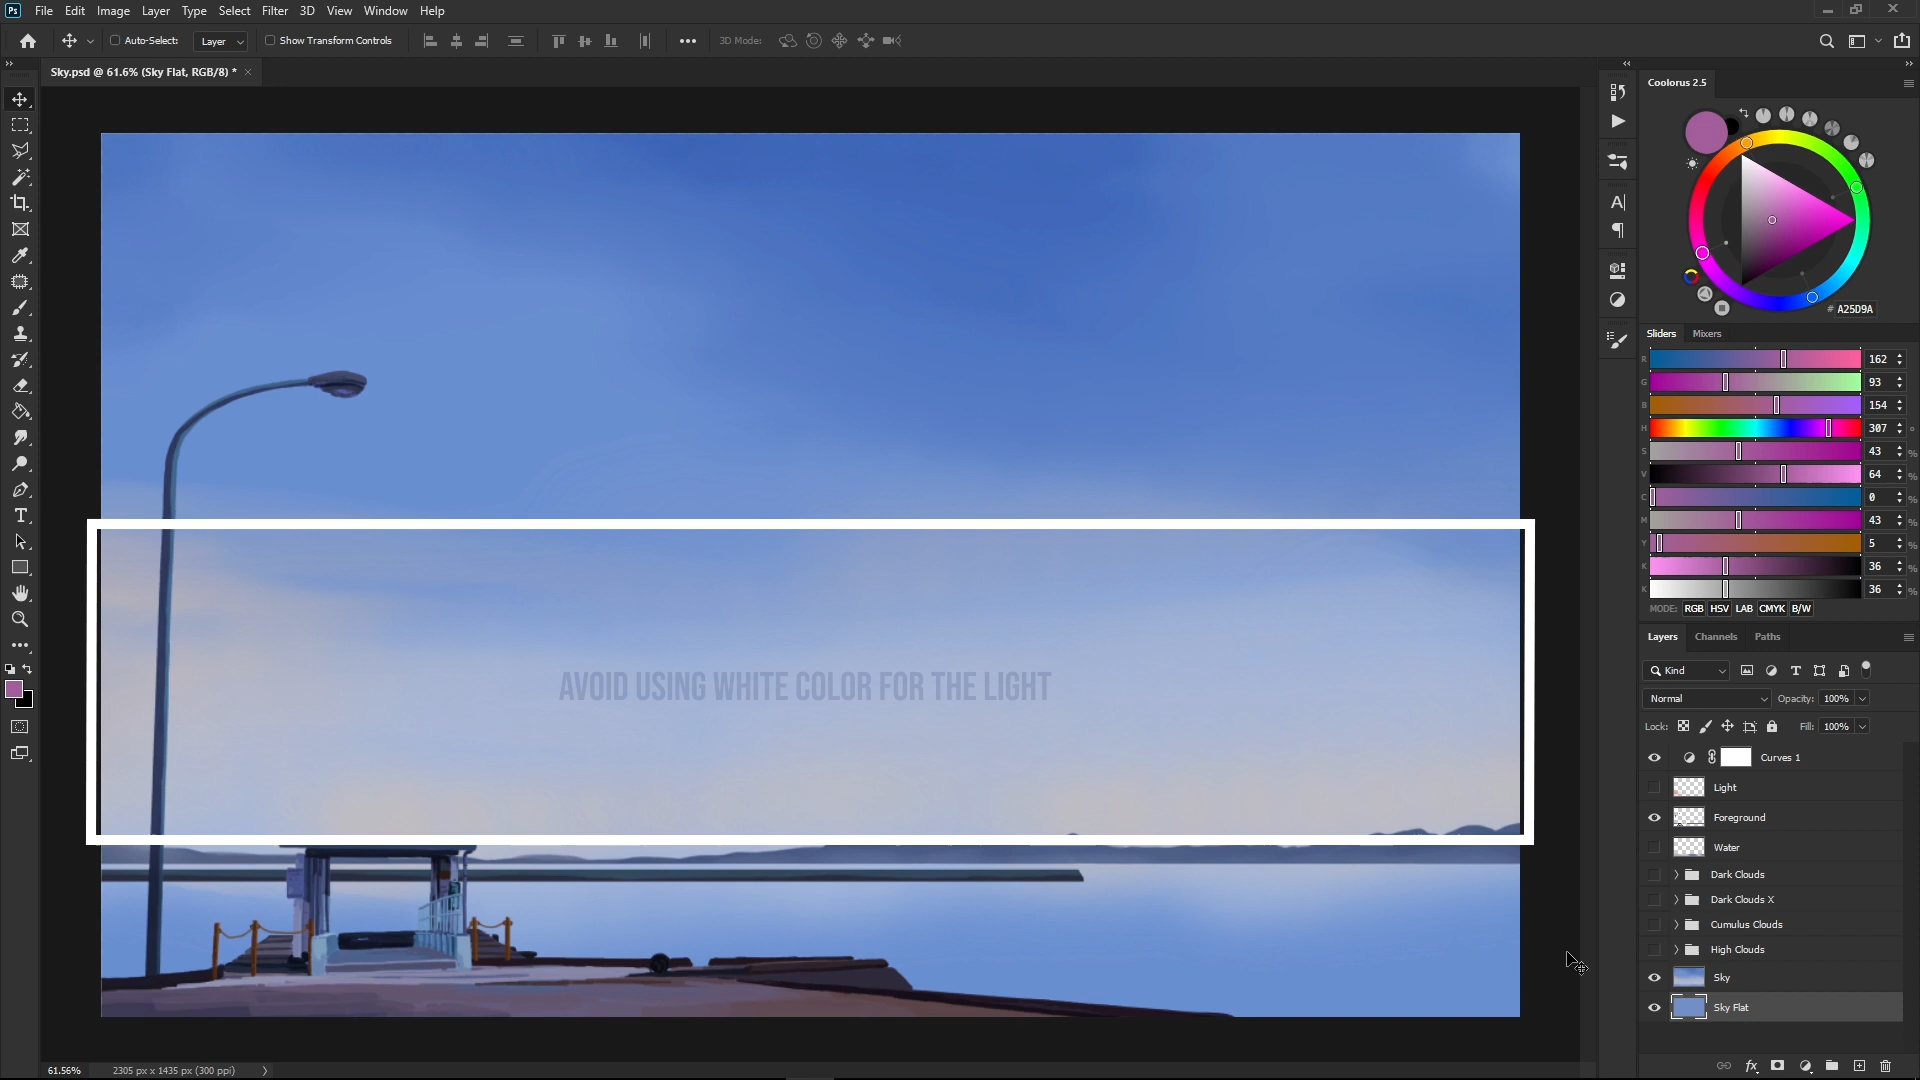 Ps File Edit Image Layer Type Select Filter 3D View Window Help
Auto-Select: Layer Show Transform Controls 3D Mode:
Sky.psd @ 61.6% (Sky Flat, RGB/8) *
AVOID USING WHITE COLOR FOR THE LIGHT
61.56% 2305 px x 1435 px (300 ppi)
Coolorus 2.5
# A25D9A
Sliders Mixers
R 162
G 93
B 154
H 307 °
S 43 %
V 64 %
C 0 %
M 43 %
Y 5 %
K 36 %
K 36 %
MODE: RGB HSV LAB CMYK B/W
Layers Channels Paths
Kind
Normal Opacity: 100%
Lock: Fill: 100%
Curves 1
Light
Foreground
Water
Dark Clouds
Dark Clouds X
Cumulus Clouds
High Clouds
Sky
Sky Flat